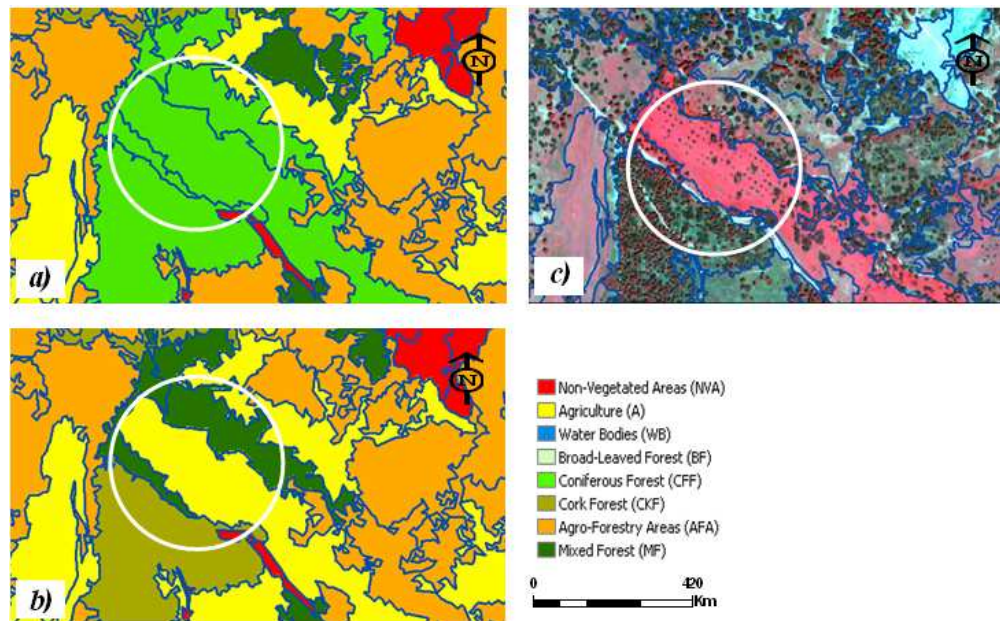 a)
N
c)
N
b)
N
Non-Vegetated Areas (NVA)
Agriculture (A)
Water Bodies (WB)
Broad-Leaved Forest (BF)
Coniferous Forest (CFF)
Cork Forest (CKF)
Agro-Forestry Areas (AFA)
Mixed Forest (MF)
0 420
Km